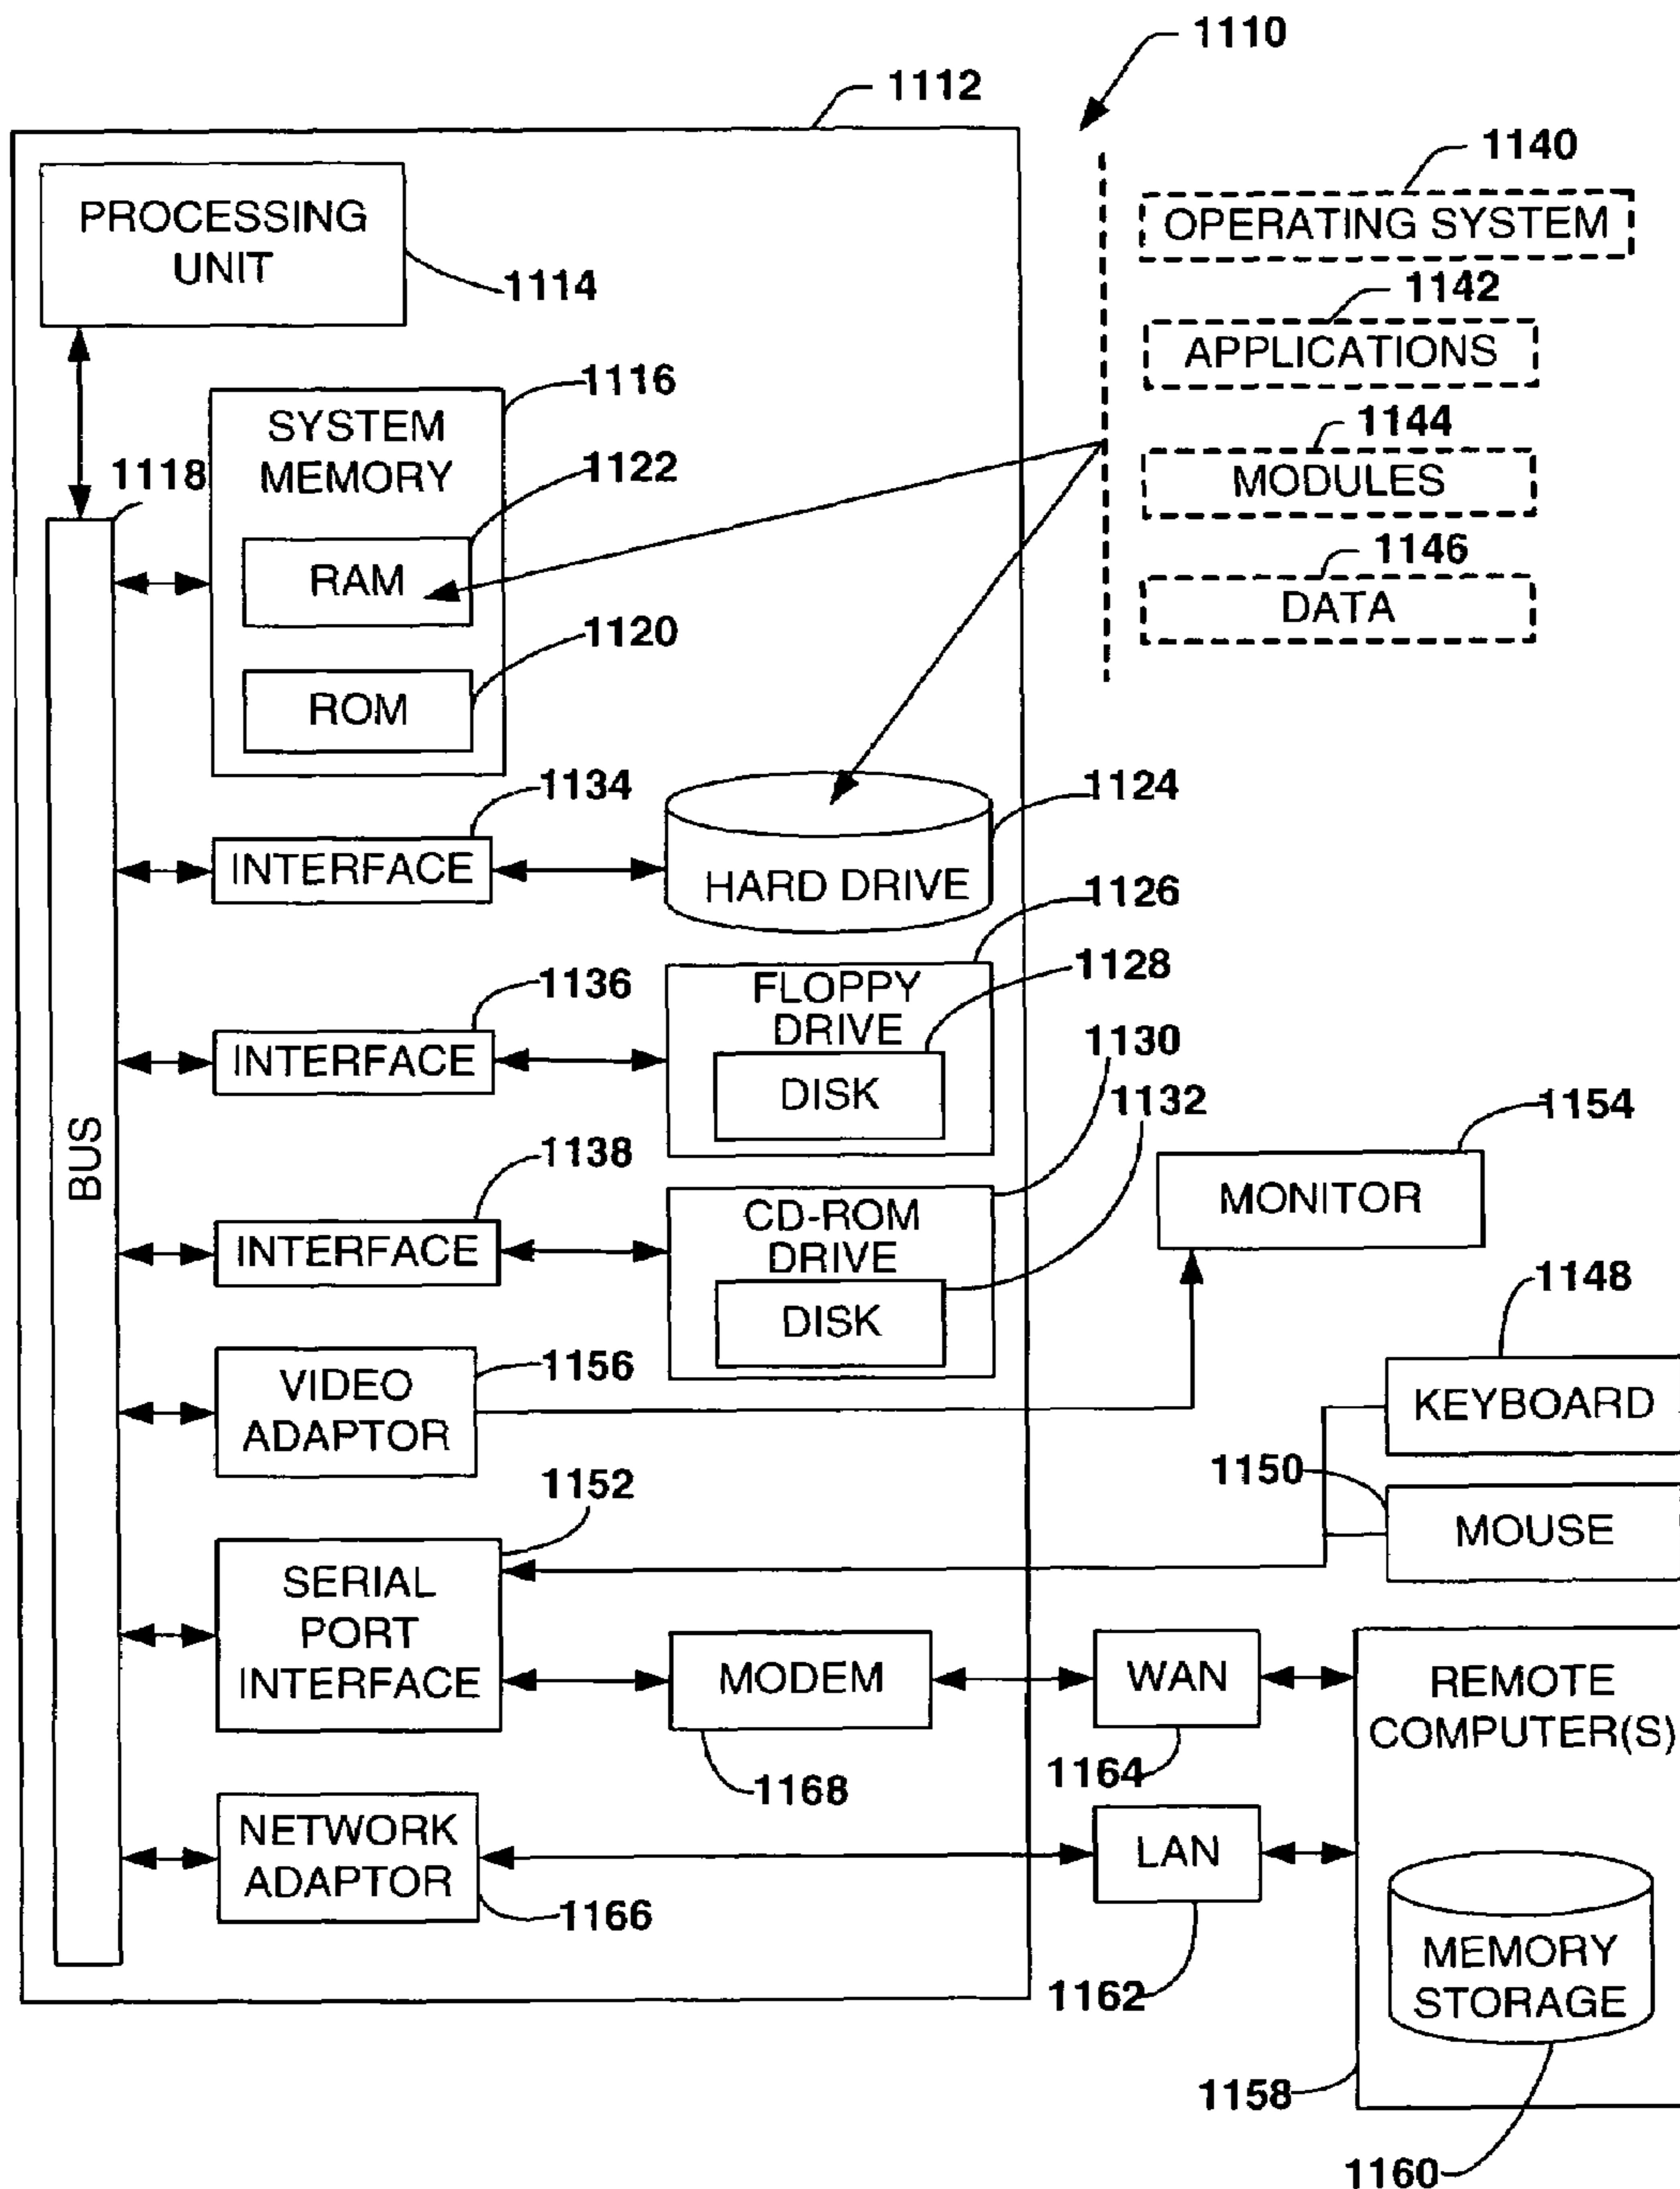 1110
1112
PROCESSING
UNIT
1114
1140
OPERATING SYSTEM
1142
APPLICATIONS
1144
MODULES
1146
DATA
1116
SYSTEM
MEMORY
1118
1122
RAM
1120
ROM
1134
INTERFACE
1124
HARD DRIVE
1126
1136
INTERFACE
FLOPPY
DRIVE
1128
DISK
1130
1132
BUS
1138
INTERFACE
CD-ROM
DRIVE
DISK
1154
MONITOR
1148
KEYBOARD
1150
MOUSE
1156
VIDEO
ADAPTOR
1152
SERIAL
PORT
INTERFACE
MODEM
1168
WAN
1164
REMOTE
COMPUTER(S)
NETWORK
ADAPTOR
1166
LAN
1162
MEMORY
STORAGE
1158
1160